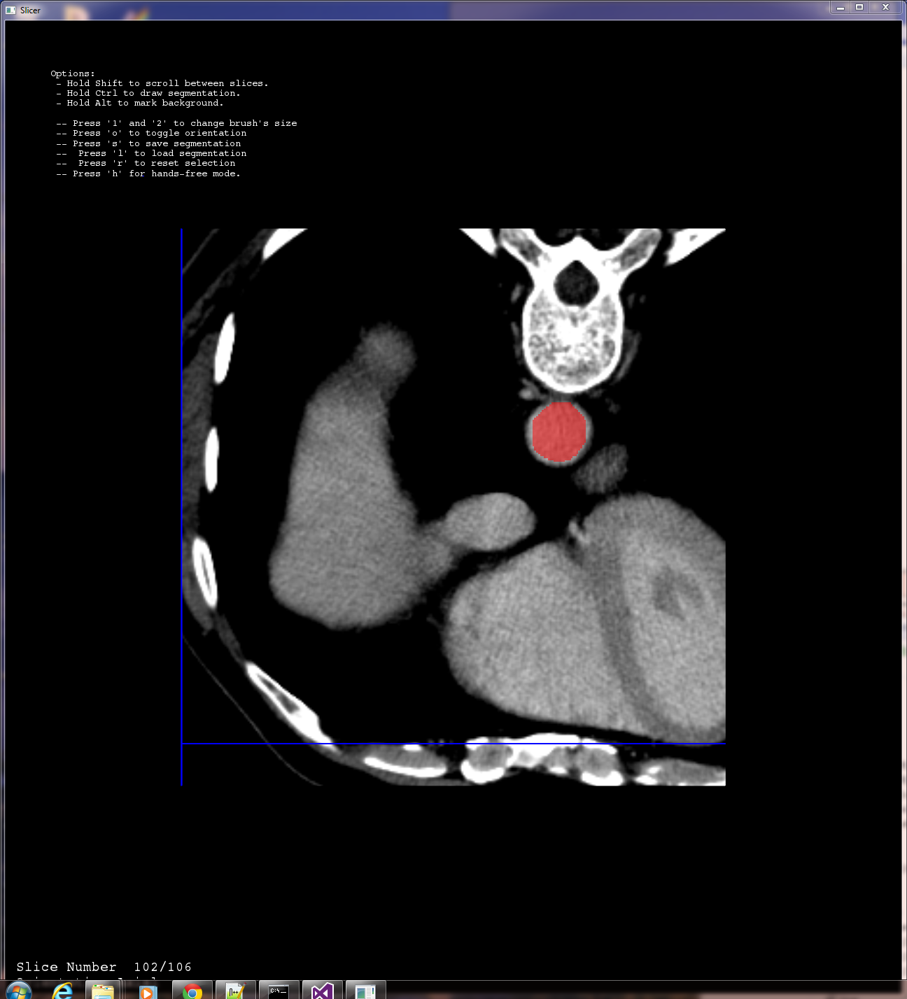 Slicer
Options:
- Hold Shift to scroll between slices.
- Hold Ctrl to draw segmentation.
- Hold Alt to mark background.
-- Press '1' and '2' to change brush's size
-- Press 'o' to toggle orientation
-- Press 's' to save segmentation
-- Press 'l' to load segmentation
-- Press 'r' to reset selection
-- Press 'h' for hands-free mode.
Slice Number 102/106